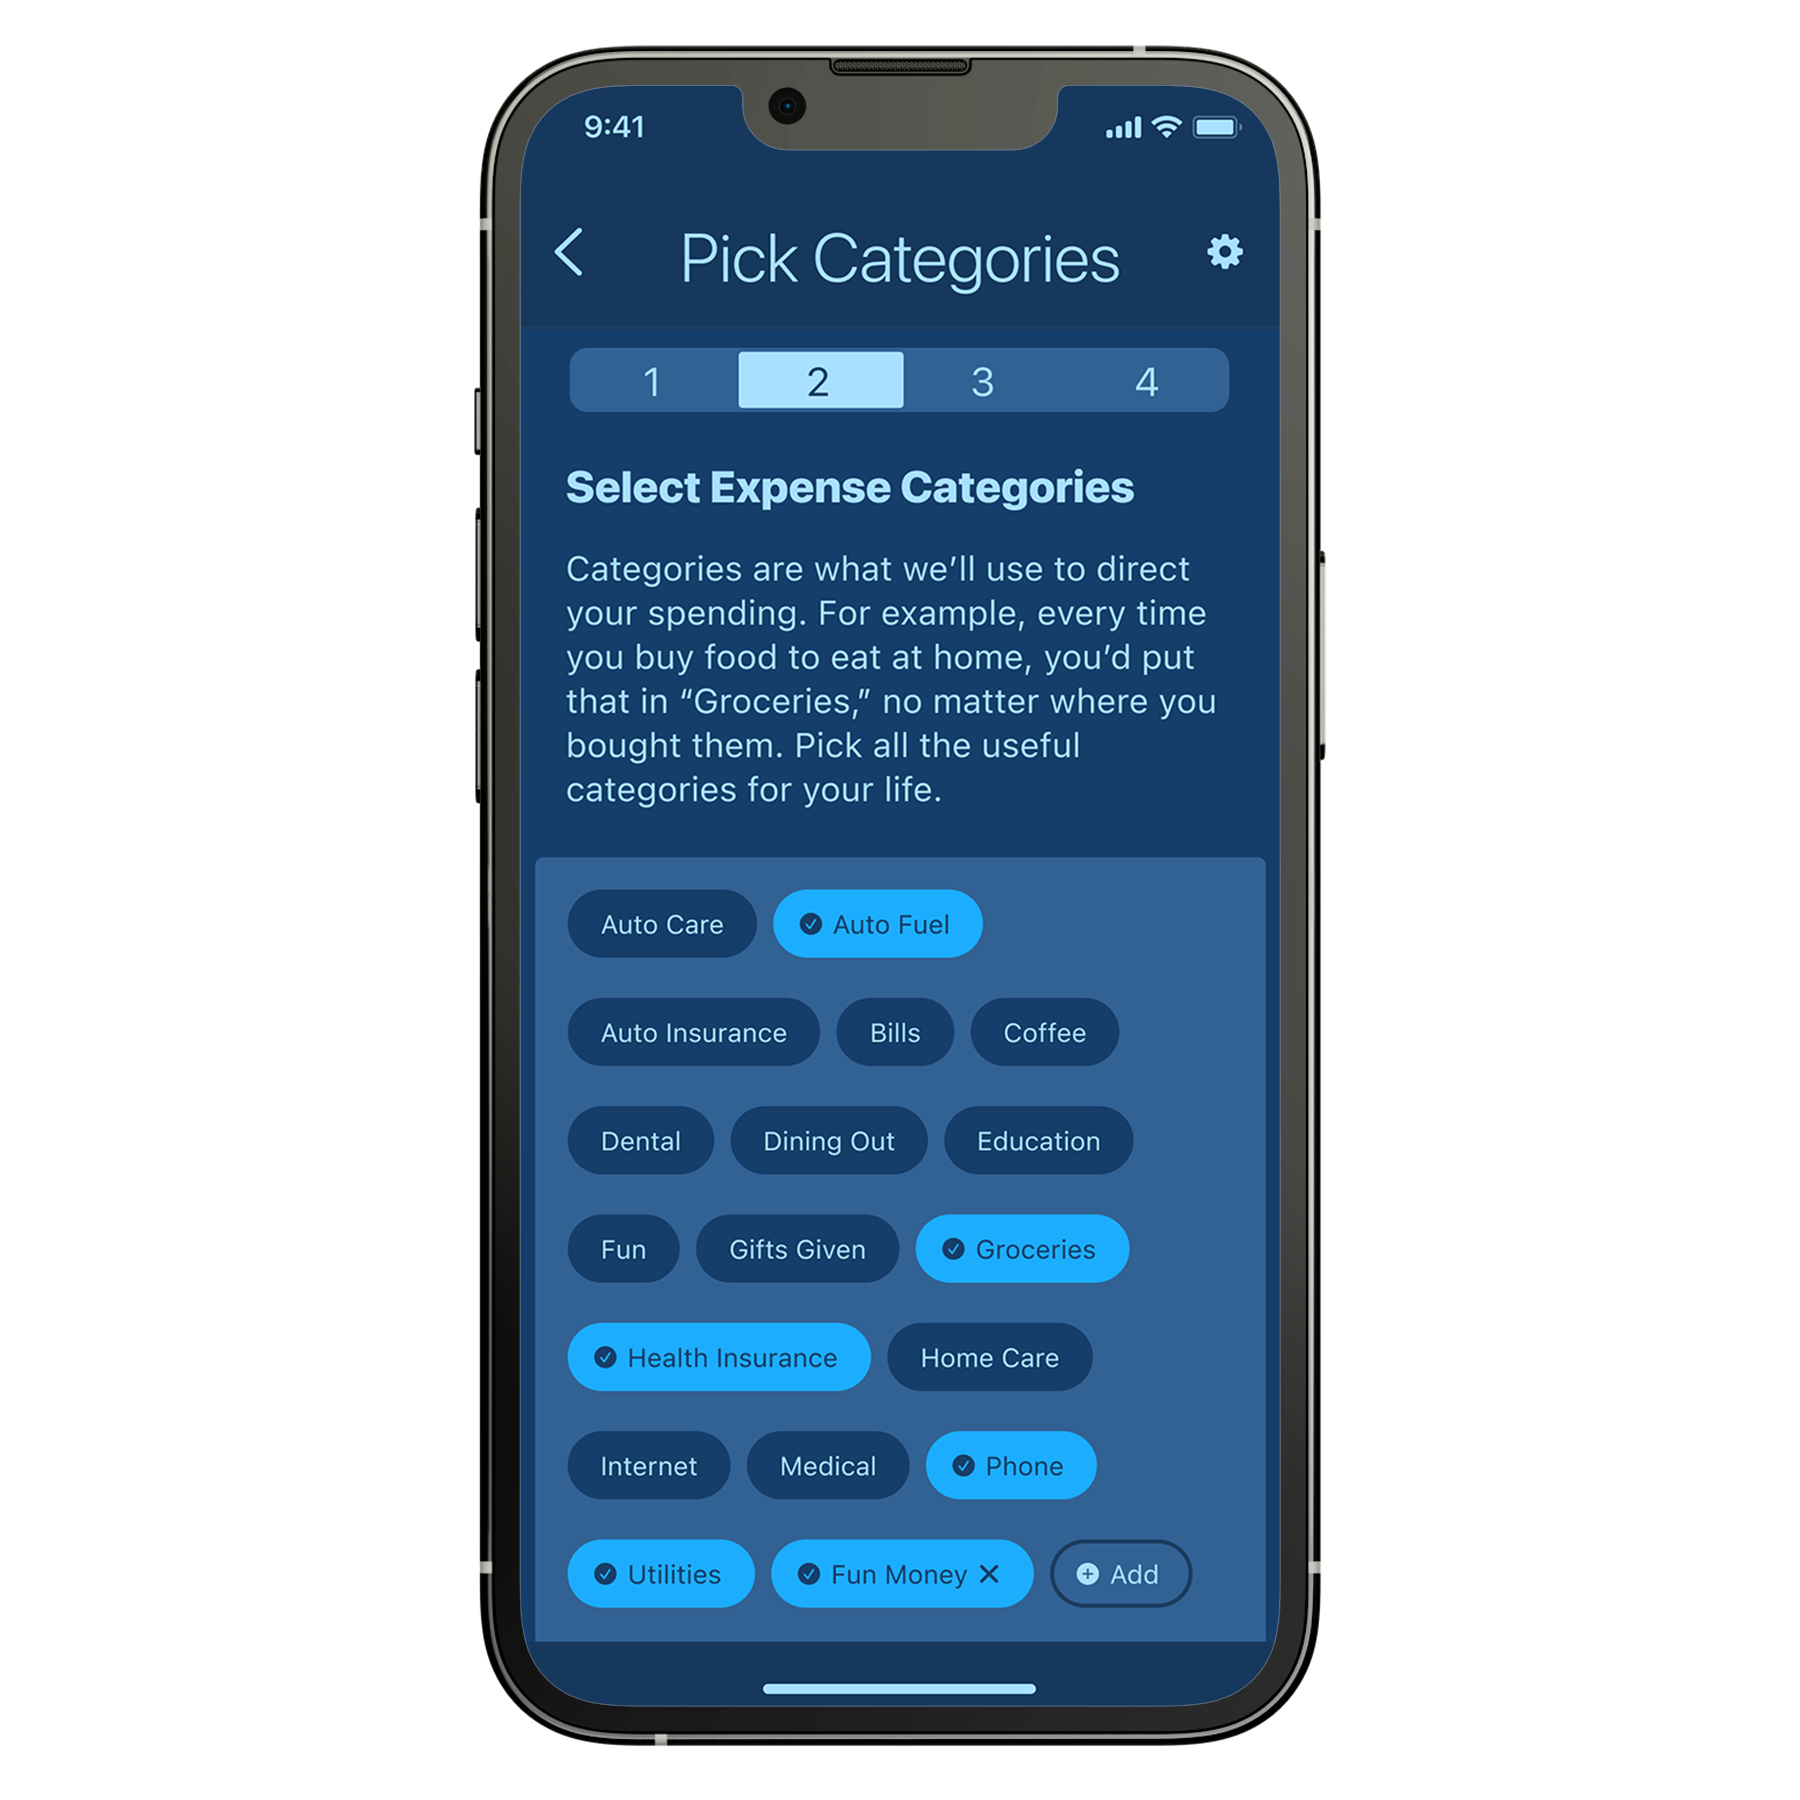 9:41
Pick Categories
1 2 3 4
Select Expense Categories
Categories are what we’ll use to direct
your spending. For example, every time
you buy food to eat at home, you’d put
that in “Groceries,” no matter where you
bought them. Pick all the useful
categories for your life.
Auto Care Auto Fuel
Auto Insurance Bills Coffee
Dental Dining Out Education
Fun Gifts Given Groceries
Health Insurance Home Care
Internet Medical Phone
Utilities Fun Money Add